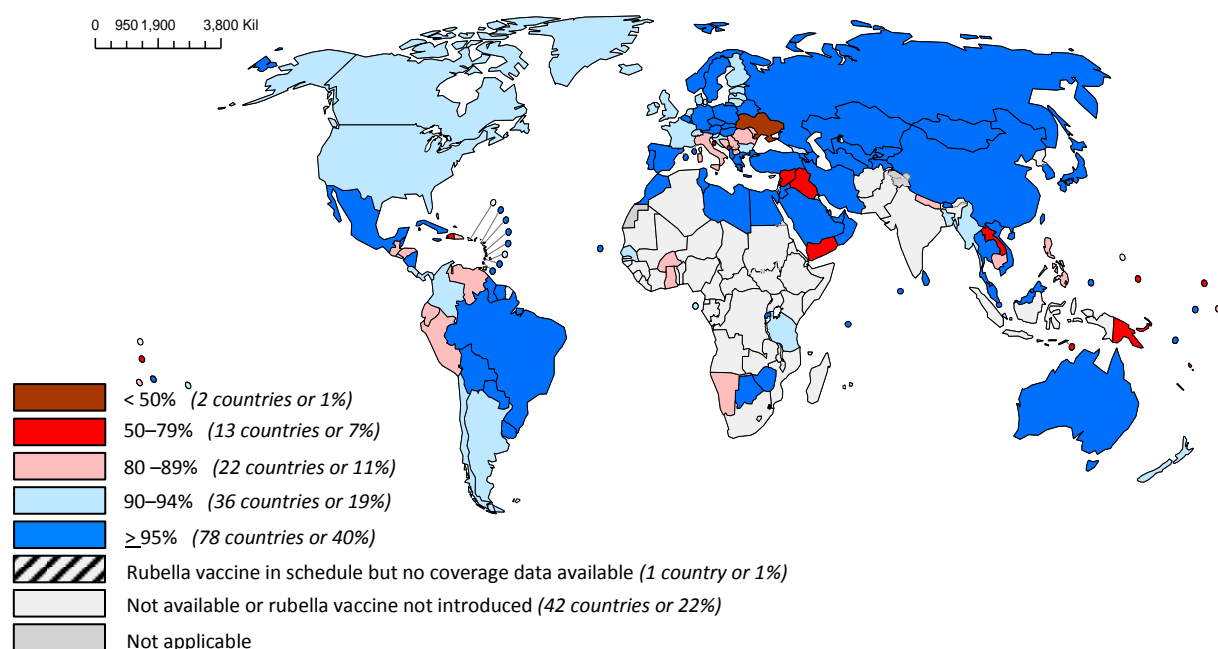 0 950 1,900 3,800 Kil
< 50% (2 countries or 1%)
50–79% (13 countries or 7%)
80 –89% (22 countries or 11%)
90–94% (36 countries or 19%)
> 95% (78 countries or 40%)
Rubella vaccine in schedule but no coverage data available (1 country or 1%)
Not available or rubella vaccine not introduced (42 countries or 22%)
Not applicable